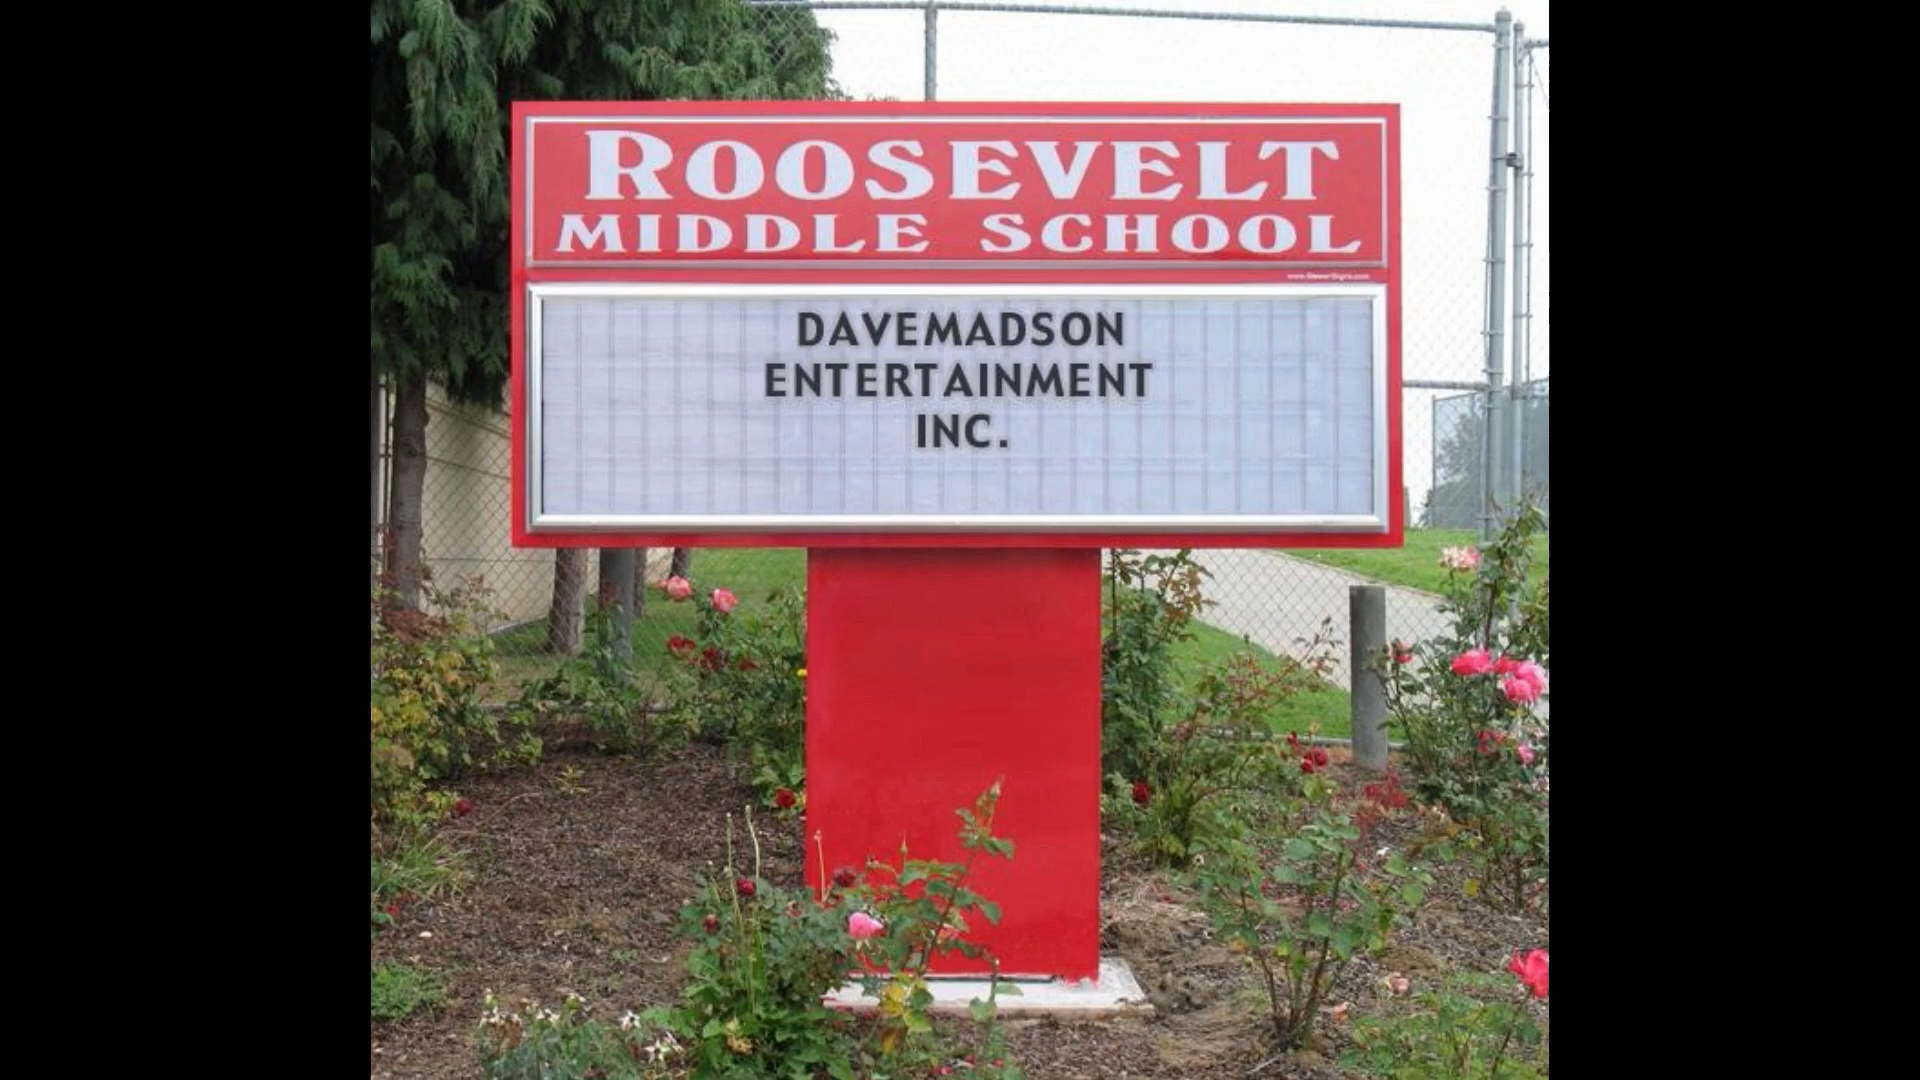 ROOSEVELT
MIDDLE SCHOOL
DAVEMADSON
ENTERTAINMENT
INC.